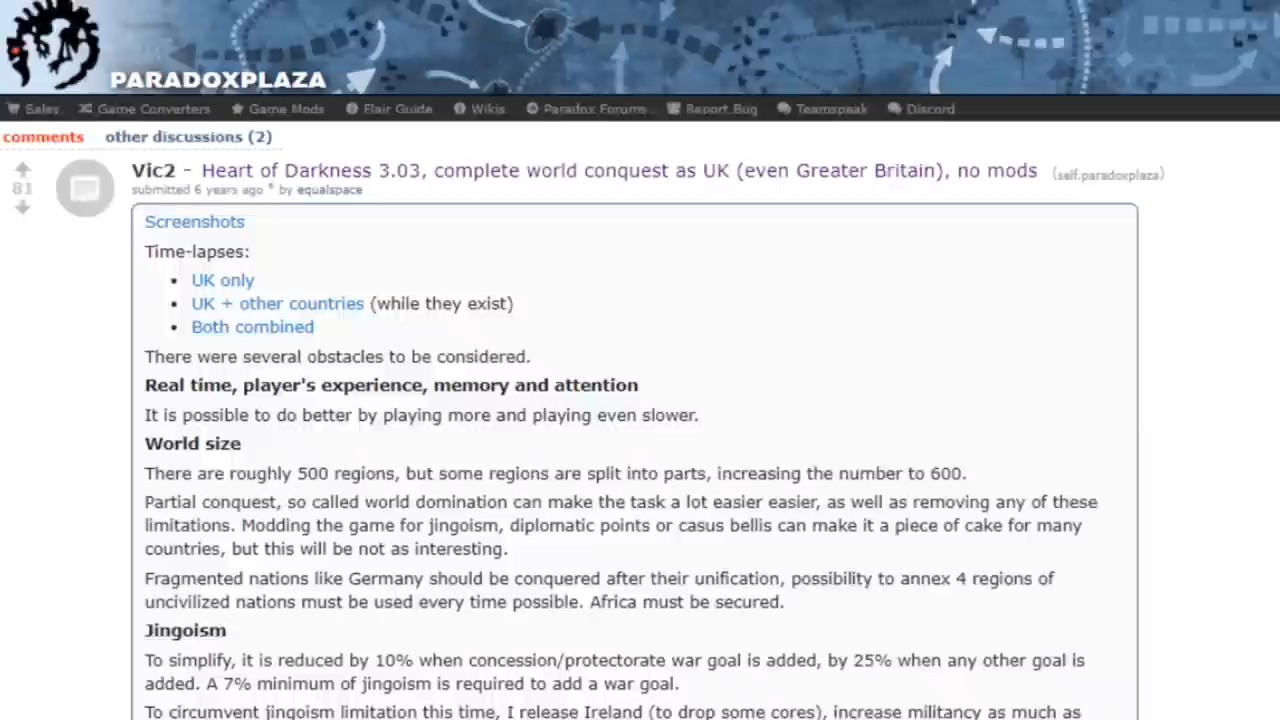 PARADOXPLAZA
Sales Game Converters Game Mods Flair Guide Wikis Paradox Forums Report Bug Teamspeak Discord
comments other discussions (2)
Vic2 - Heart of Darkness 3.03, complete world conquest as UK (even Greater Britain), no mods (self.paradoxplaza)
81
submitted 6 years ago * by equalspace
Screenshots
Time-lapses:
• UK only
• UK + other countries (while they exist)
• Both combined
There were several obstacles to be considered.
Real time, player's experience, memory and attention
It is possible to do better by playing more and playing even slower.
World size
There are roughly 500 regions, but some regions are split into parts, increasing the number to 600.
Partial conquest, so called world domination can make the task a lot easier easier, as well as removing any of these
limitations. Modding the game for jingoism, diplomatic points or casus bellis can make it a piece of cake for many
countries, but this will be not as interesting.
Fragmented nations like Germany should be conquered after their unification, possibility to annex 4 regions of
uncivilized nations must be used every time possible. Africa must be secured.
Jingoism
To simplify, it is reduced by 10% when concession/protectorate war goal is added, by 25% when any other goal is
added. A 7% minimum of jingoism is required to add a war goal.
To circumvent jingoism limitation this time, I release Ireland (to drop some cores), increase militancy as much as